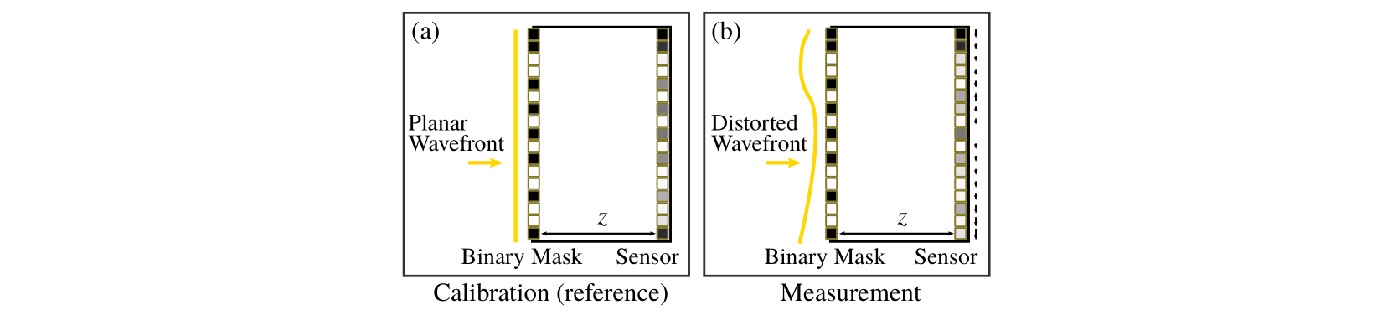 (a)
Planar
Wavefront
z
Binary Mask Sensor
Calibration (reference)
(b)
Distorted
Wavefront
z
Binary Mask Sensor
Measurement